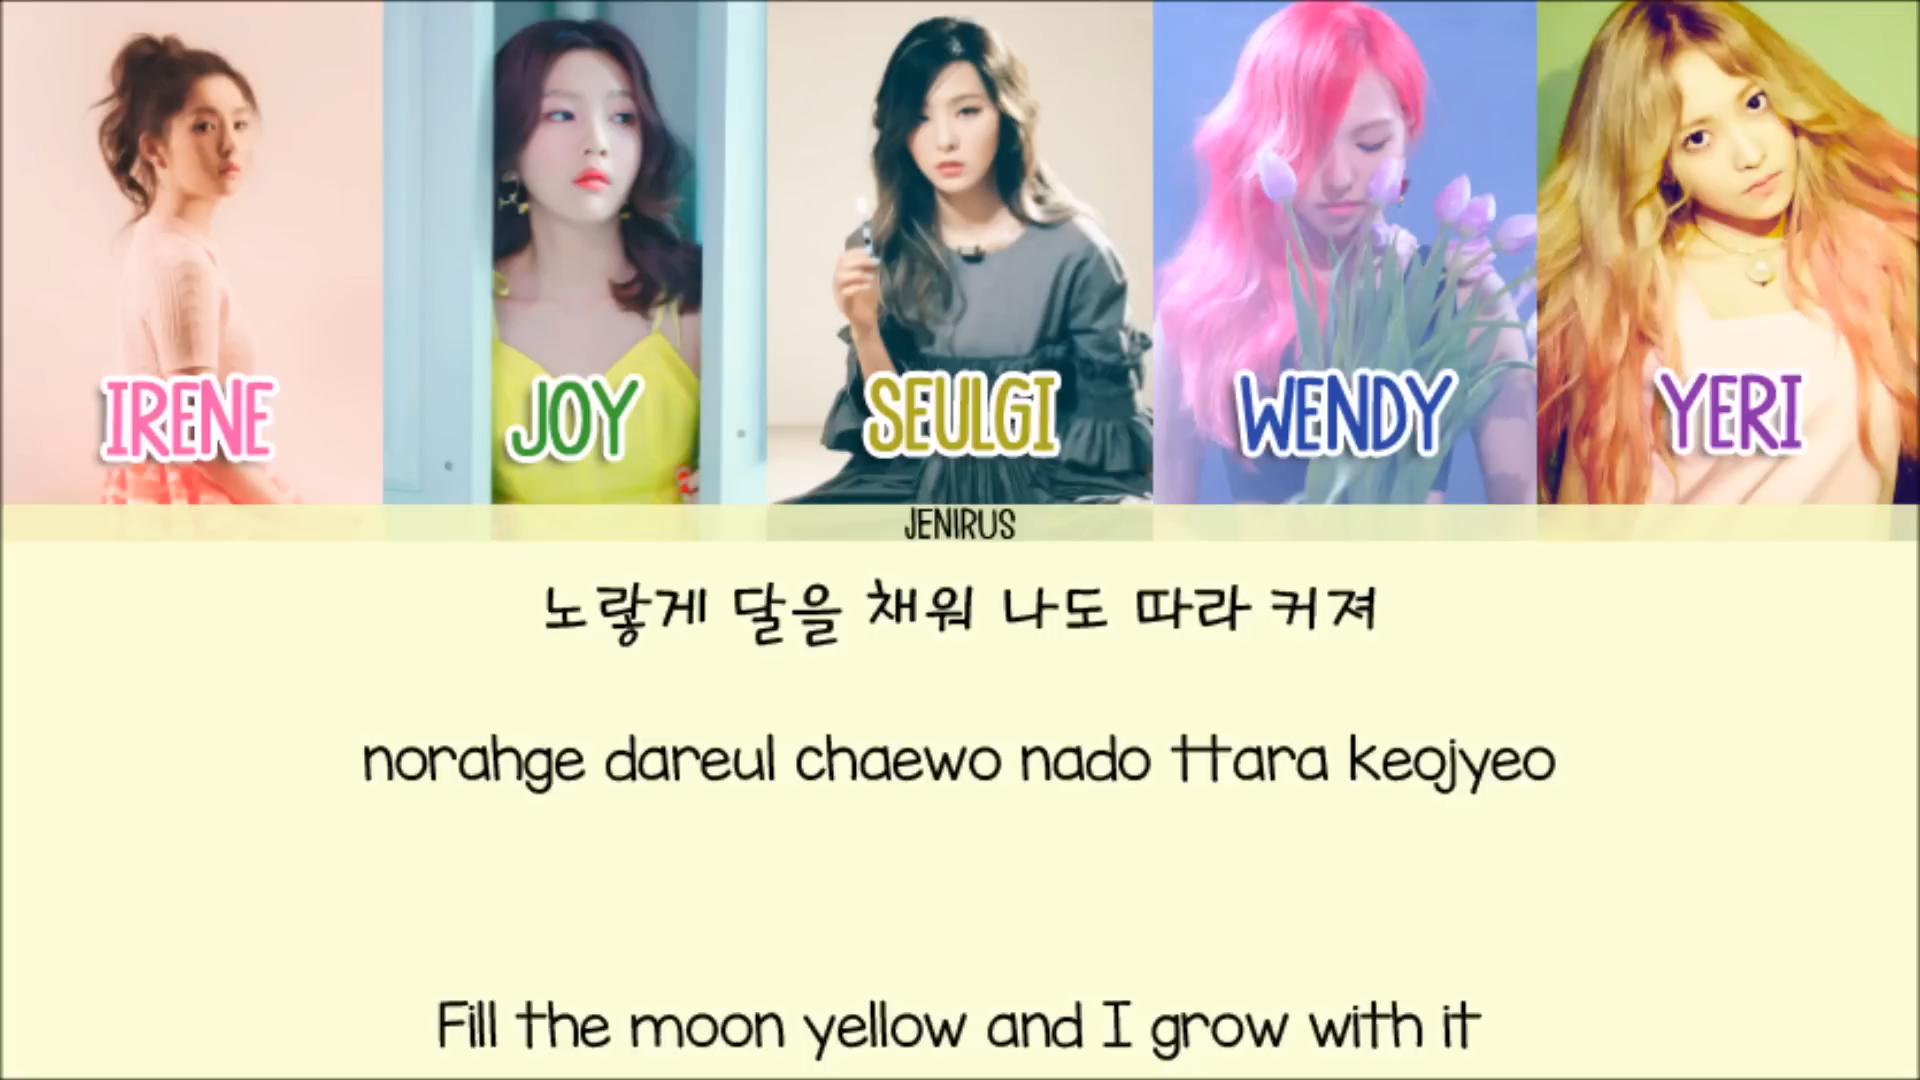 IRENE JOY SEULGI WENDY YERI
JENIRUS
노랗게 달을 채워 나도 따라 커져
norahge dareul chaewo nado ttara keojyeo
Fill the moon yellow and I grow with it